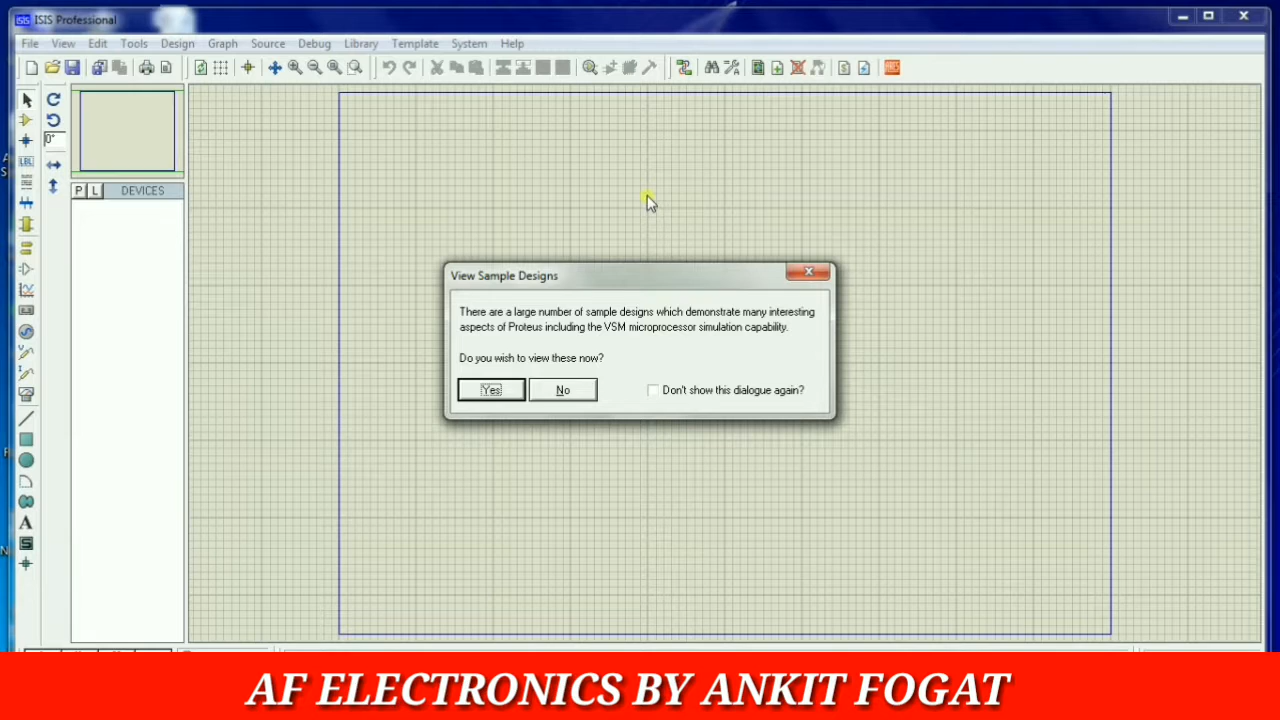 ISIS Professional
File View Edit Tools Design Graph Source Debug Library Template System Help
0°
LBL
P L DEVICES
View Sample Designs
There are a large number of sample designs which demonstrate many interesting
aspects of Proteus including the VSM microprocessor simulation capability.
Do you wish to view these now?
Yes No Don't show this dialogue again?
A
S
AF ELECTRONICS BY ANKIT FOGAT